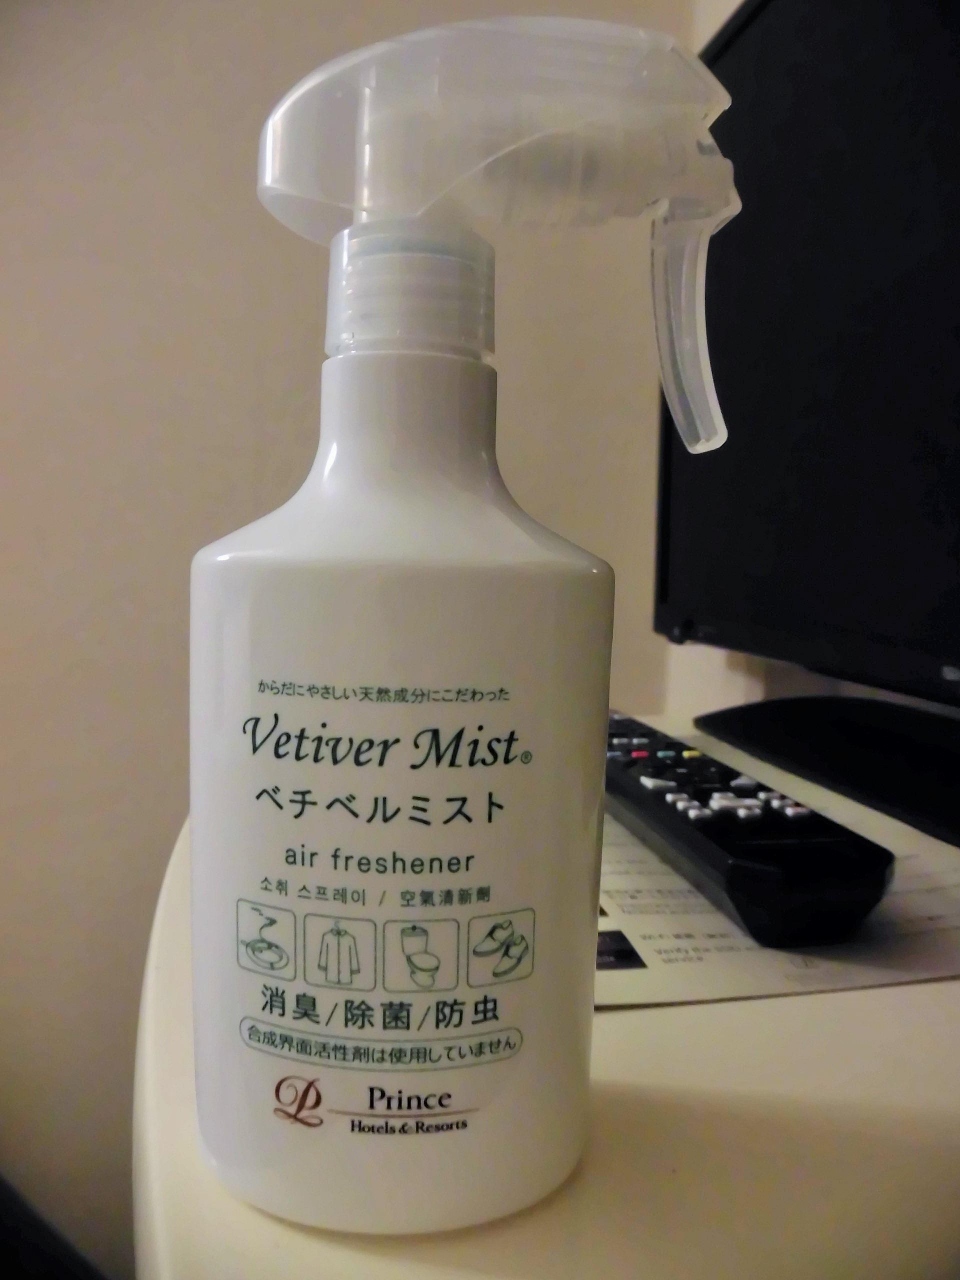 からだにやさしい天然成分にこだわった
Vetiver Mist®
ベチベルミスト
air freshener
소취 스프레이 / 空氣清新劑
消臭/除菌/防虫
合成界面活性剤は使用していません
Prince
Hotels & Resorts
service